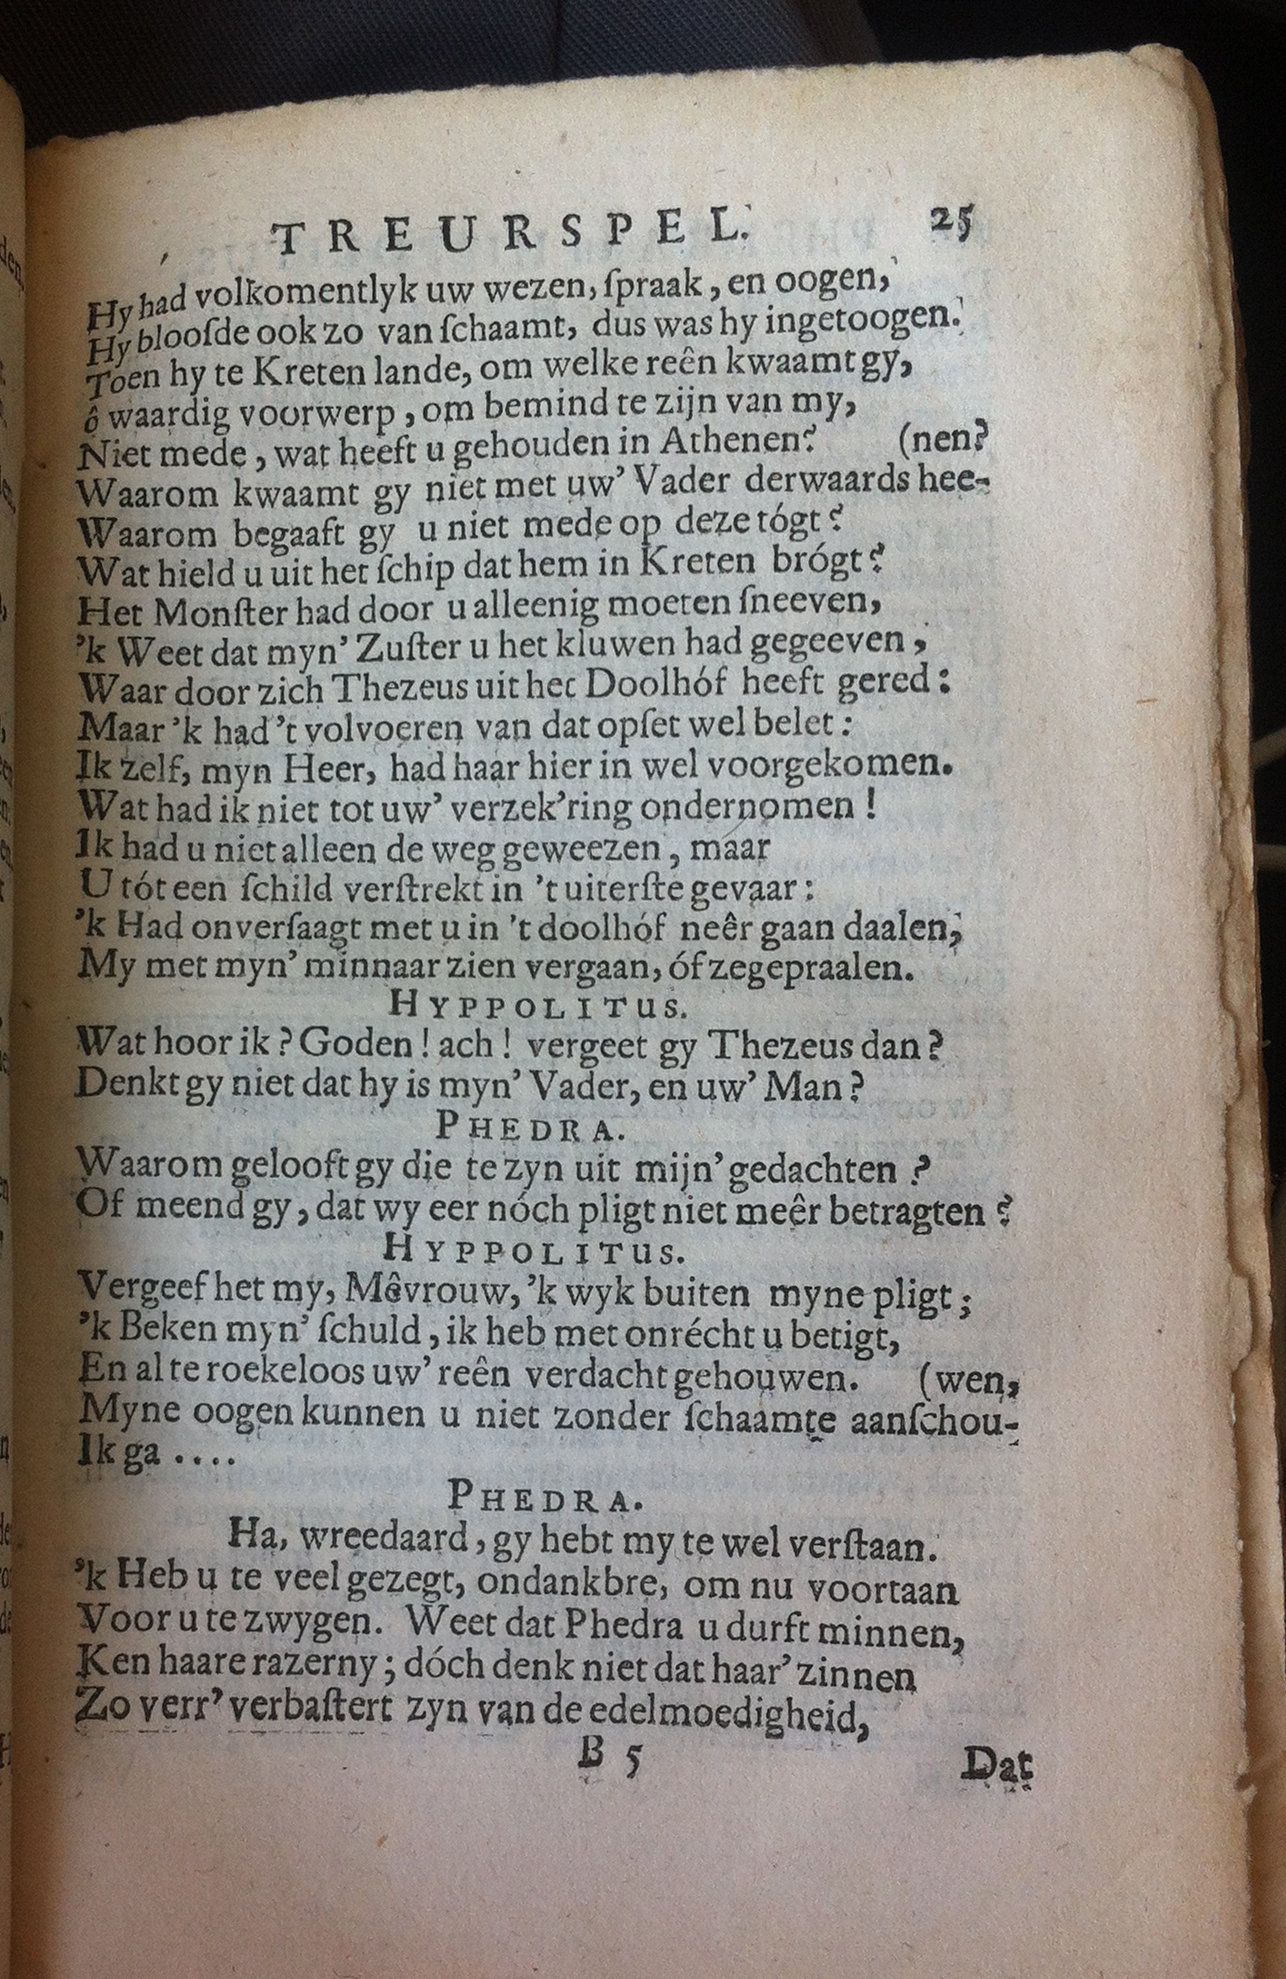 TREURSPEL. 25
Hy had volkomentlyk uw wezen, ſpraak, en oogen,
Hy blooſde ook zo van ſchaamt, dus was hy ingetoogen.
Toen hy te Kreten lande, om welke reên kwaamt gy,
ô waardig voorwerp, om bemind te zijn van my,
Niet mede, wat heeft u gehouden in Athenen? (nen?
Waarom kwaamt gy niet met uw' Vader derwaards hee-
Waarom begaaft gy u niet mede op deze tógt?
Wat hield u uit het ſchip dat hem in Kreten brógt?
Het Monſter had door u alleenig moeten ſneeven,
'k Weet dat myn' Zuſter u het kluwen had gegeeven,
Waar door zich Thezeus uit het Doolhóf heeft gered:
Maar 'k had 't volvoeren van dat opſet wel belet:
Ik zelf, myn Heer, had haar hier in wel voorgekomen.
Wat had ik niet tot uw' verzek'ring ondernomen!
Ik had u niet alleen de weg geweezen, maar
U tót een ſchild verſtrekt in 't uiterſte gevaar:
'k Had onverſaagt met u in 't doolhóf neêr gaan daalen,
My met myn' minnaar zien vergaan, óf zegepraalen.
HYPPOLITUS.
Wat hoor ik? Goden! ach! vergeet gy Thezeus dan?
Denkt gy niet dat hy is myn' Vader, en uw' Man?
PHEDRA.
Waarom gelooft gy die te zyn uit mijn' gedachten?
Of meend gy, dat wy eer nóch pligt niet meêr betragten?
HYPPOLITUS.
Vergeef het my, Mêvrouw, 'k wyk buiten myne pligt;
'k Beken myn' ſchuld, ik heb met onrécht u betigt,
En al te roekeloos uw' reên verdacht gehouwen. (wen,
Myne oogen kunnen u niet zonder ſchaamte aanſchou-
Ik ga ....
PHEDRA.
Ha, wreedaard, gy hebt my te wel verſtaan.
'k Heb u te veel gezegt, ondankbre, om nu voortaan
Voor u te zwygen. Weet dat Phedra u durft minnen,
Ken haare razerny; dóch denk niet dat haar' zinnen
Zo verr' verbaſtert zyn van de edelmoedigheid,
B 5 Dat